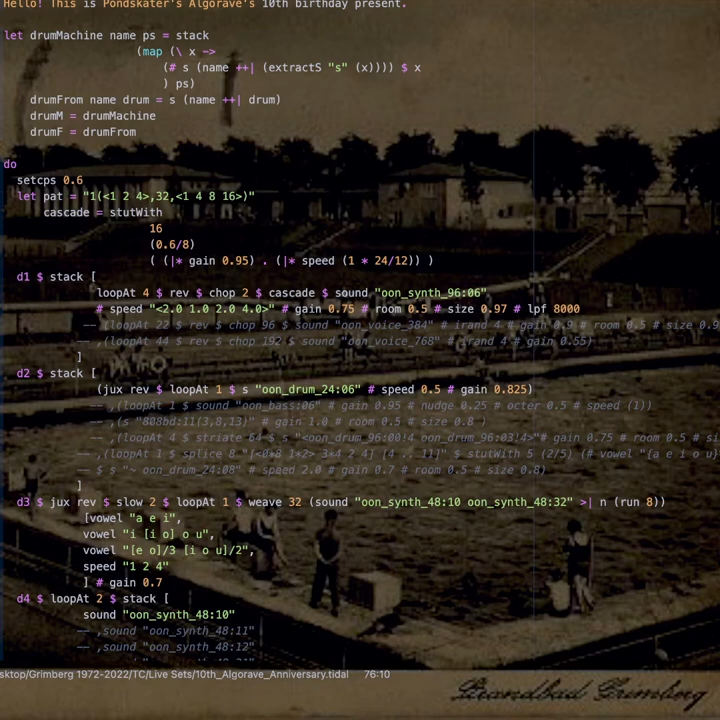 Hello! This is Pondskater's Algorave's 10th birthday present.
let drumMachine name ps = stack
(map (\ x ->
(# s (name ++| (extractS "s" (x)))) $ x
) ps)
drumFrom name drum = s (name ++| drum)
drumM = drumMachine
drumF = drumFrom
do
setcps 0.6
let pat = "1(<1 2 4>,32,<1 4 8 16>)"
cascade = stutWith
16
(0.6/8)
( (|* gain 0.95) . (|* speed (1 * 24/12)) )
d1 $ stack [
loopAt 4 $ rev $ chop 2 $ cascade $ sound "oon_synth_96:06"
# speed "<2.0 1.0 2.0 4.0>" # gain 0.75 # room 0.5 # size 0.97 # lpf 8000
-- ,(loopAt 22 $ rev $ chop 96 $ sound "oon_voice_384" # irand 4 # gain 0.9 # room 0.5 # size 0.9
-- ,(loopAt 44 $ rev $ chop 192 $ sound "oon_voice_768" # irand 4 # gain 0.55)
]
d2 $ stack [
(jux rev $ loopAt 1 $ s "oon_drum_24:06" # speed 0.5 # gain 0.825)
-- ,(loopAt 1 $ sound "oon_bass:06" # gain 0.95 # nudge 0.25 # octer 0.5 # speed (1))
-- ,(s "808bd:11(3,8,13)" # gain 1.0 # room 0.5 # size 0.8 )
-- ,(loopAt 4 $ striate 64 $ s "<oon_drum_96:00!4 oon_drum_96:03!4>"# gain 0.75 # room 0.5 # si
-- ,(loopAt 1 $ splice 8 "[<0*8 1*2> 3*4 2 4] [4 .. 11]" $ stutWith 5 (2/5) (# vowel "{a e i o u}
-- $ s "~ oon_drum_24:08" # speed 2.0 # gain 0.7 # room 0.5 # size 0.8)
]
d3 $ jux rev $ slow 2 $ loopAt 1 $ weave 32 (sound "oon_synth_48:10 oon_synth_48:32" >| n (run 8))
[vowel "a e i",
vowel "i [i o] o u",
vowel "[e o]/3 [i o u]/2",
speed "1 2 4"
] # gain 0.7
d4 $ loopAt 2 $ stack [
sound "oon_synth_48:10"
-- ,sound "oon_synth_48:11"
-- ,sound "oon_synth_48:12"
sktop/Grimberg 1972-2022/TC/Live Sets/10th_Algorave_Anniversary.tidal 76:10
Strandbad Grimberg